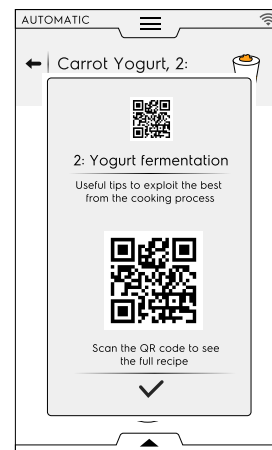 AUTOMATIC
Carrot Yogurt, 2:
2: Yogurt fermentation
Useful tips to exploit the best
from the cooking process
Scan the QR code to see
the full recipe